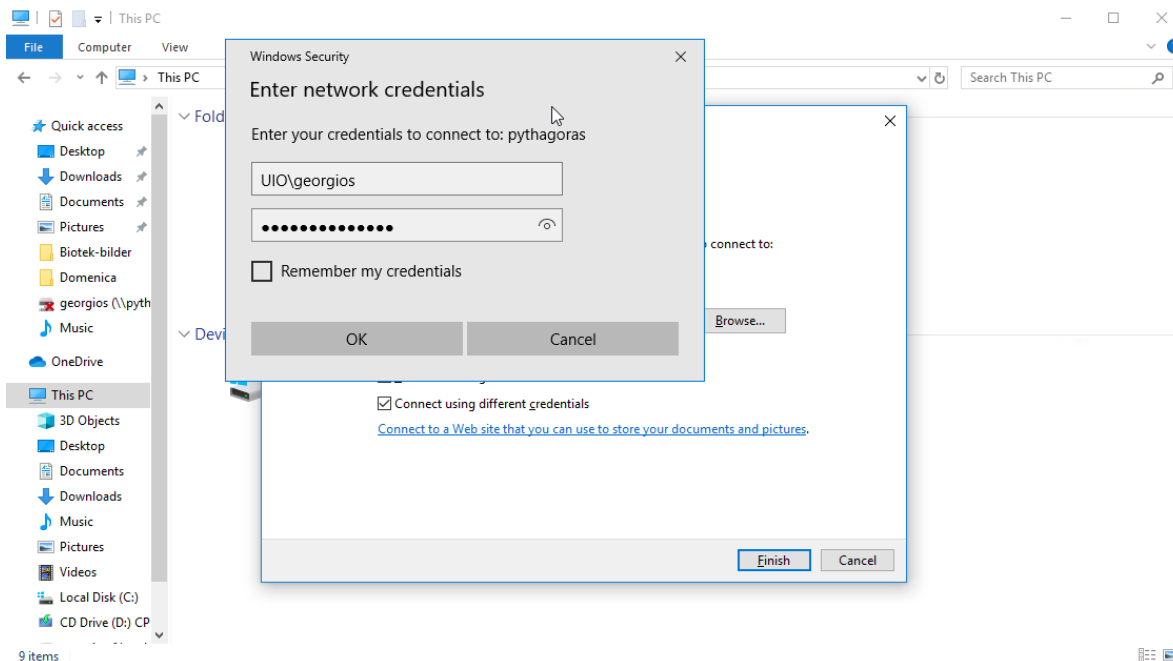 This PC
File Computer View
This PC
Search This PC
Quick access
Desktop
Downloads
Documents
Pictures
Biotek-bilder
Domenica
georgios (\\pyth
Music
OneDrive
This PC
3D Objects
Desktop
Documents
Downloads
Music
Pictures
Videos
Local Disk (C:)
CD Drive (D:) CP
9 items
Fold
Devi
Windows Security
Enter network credentials
Enter your credentials to connect to: pythagoras
UIO\georgios
●●●●●●●●●●●●●●
Remember my credentials
OK Cancel
connect to:
Browse...
Connect using different credentials
Connect to a Web site that you can use to store your documents and pictures.
Finish Cancel